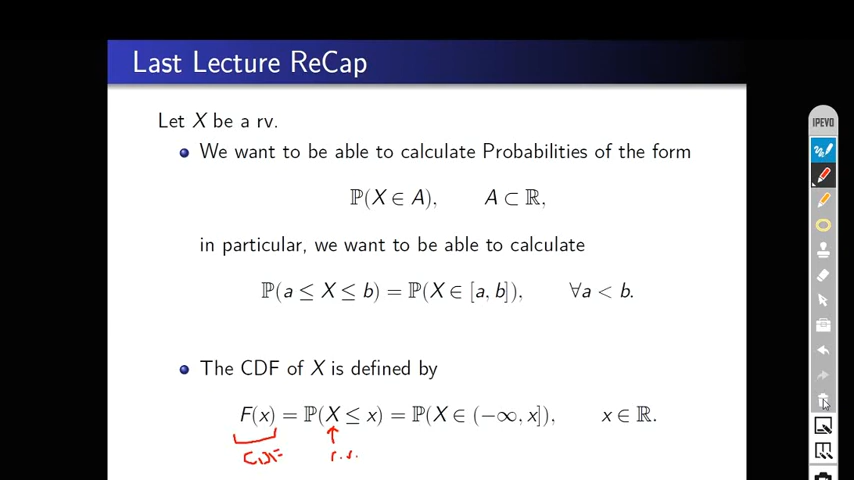 Last Lecture ReCap
IPEVO
Let X be a rv.
We want to be able to calculate Probabilities of the form
ℙ(X ∈ A), A ⊂ ℝ,
in particular, we want to be able to calculate
ℙ(a ≤ X ≤ b) = ℙ(X ∈ [a, b]), ∀a < b.
The CDF of X is defined by
F(x) = ℙ(X ≤ x) = ℙ(X ∈ (−∞, x]), x ∈ ℝ.
CDF r.v.